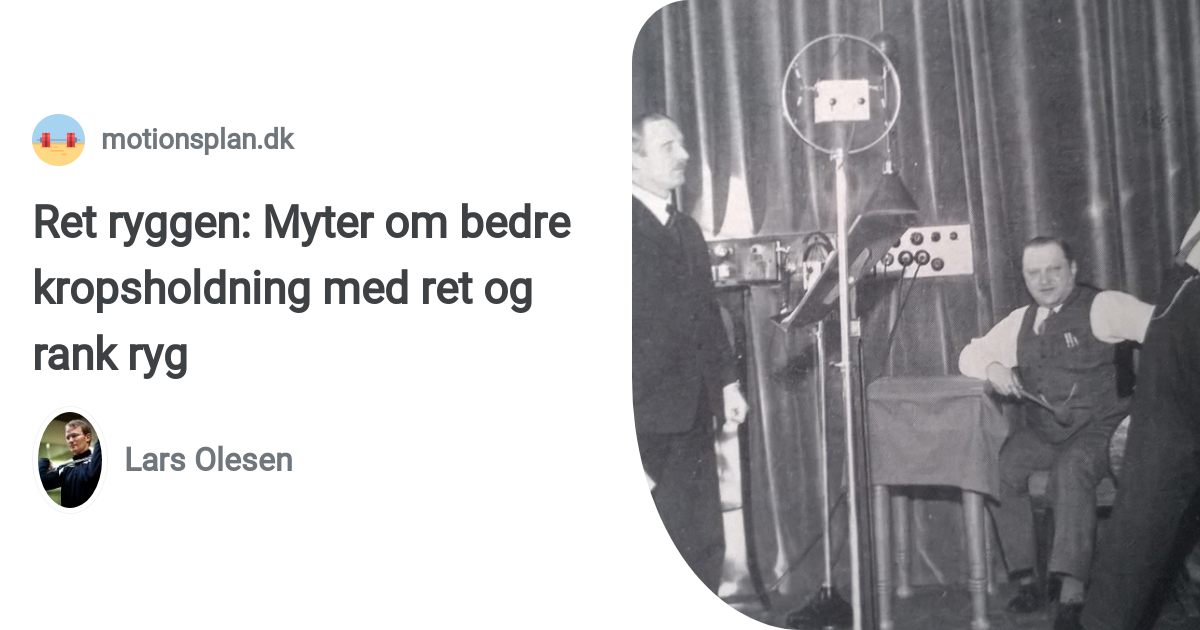 motionsplan.dk
Ret ryggen: Myter om bedre
kropsholdning med ret og
rank ryg
Lars Olesen